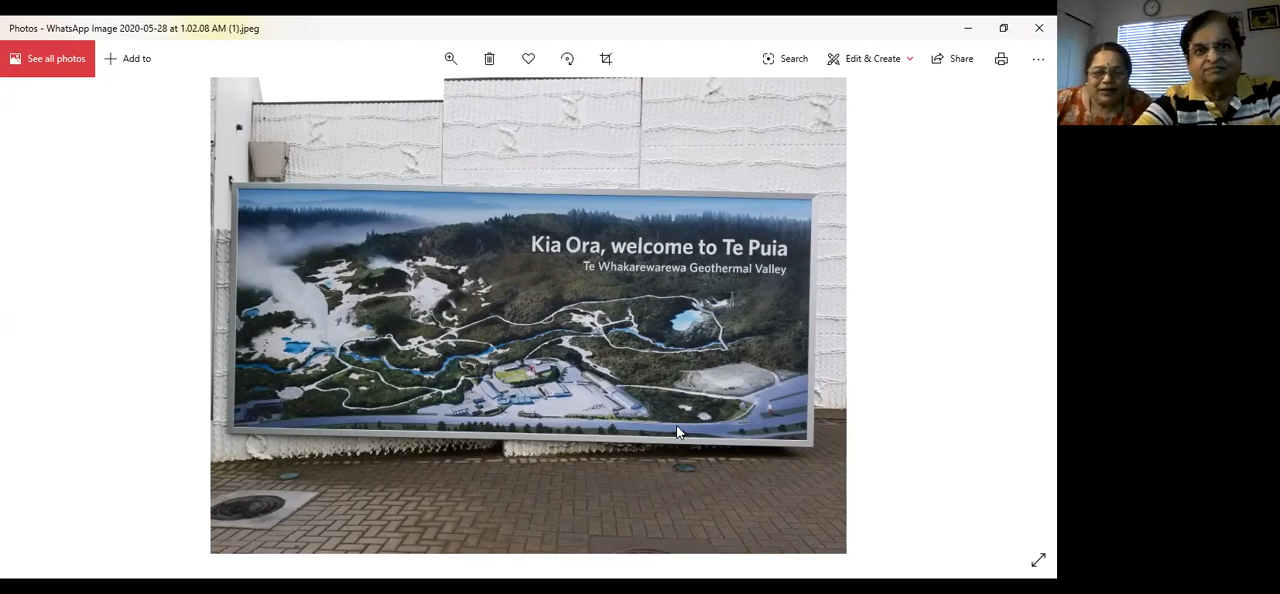 Photos - WhatsApp Image 2020-05-28 at 1.02.08 AM (1).jpeg
See all photos
Add to
Search
Edit & Create
Share
Kia Ora, welcome to Te Puia
Te Whakarewarewa Geothermal Valley